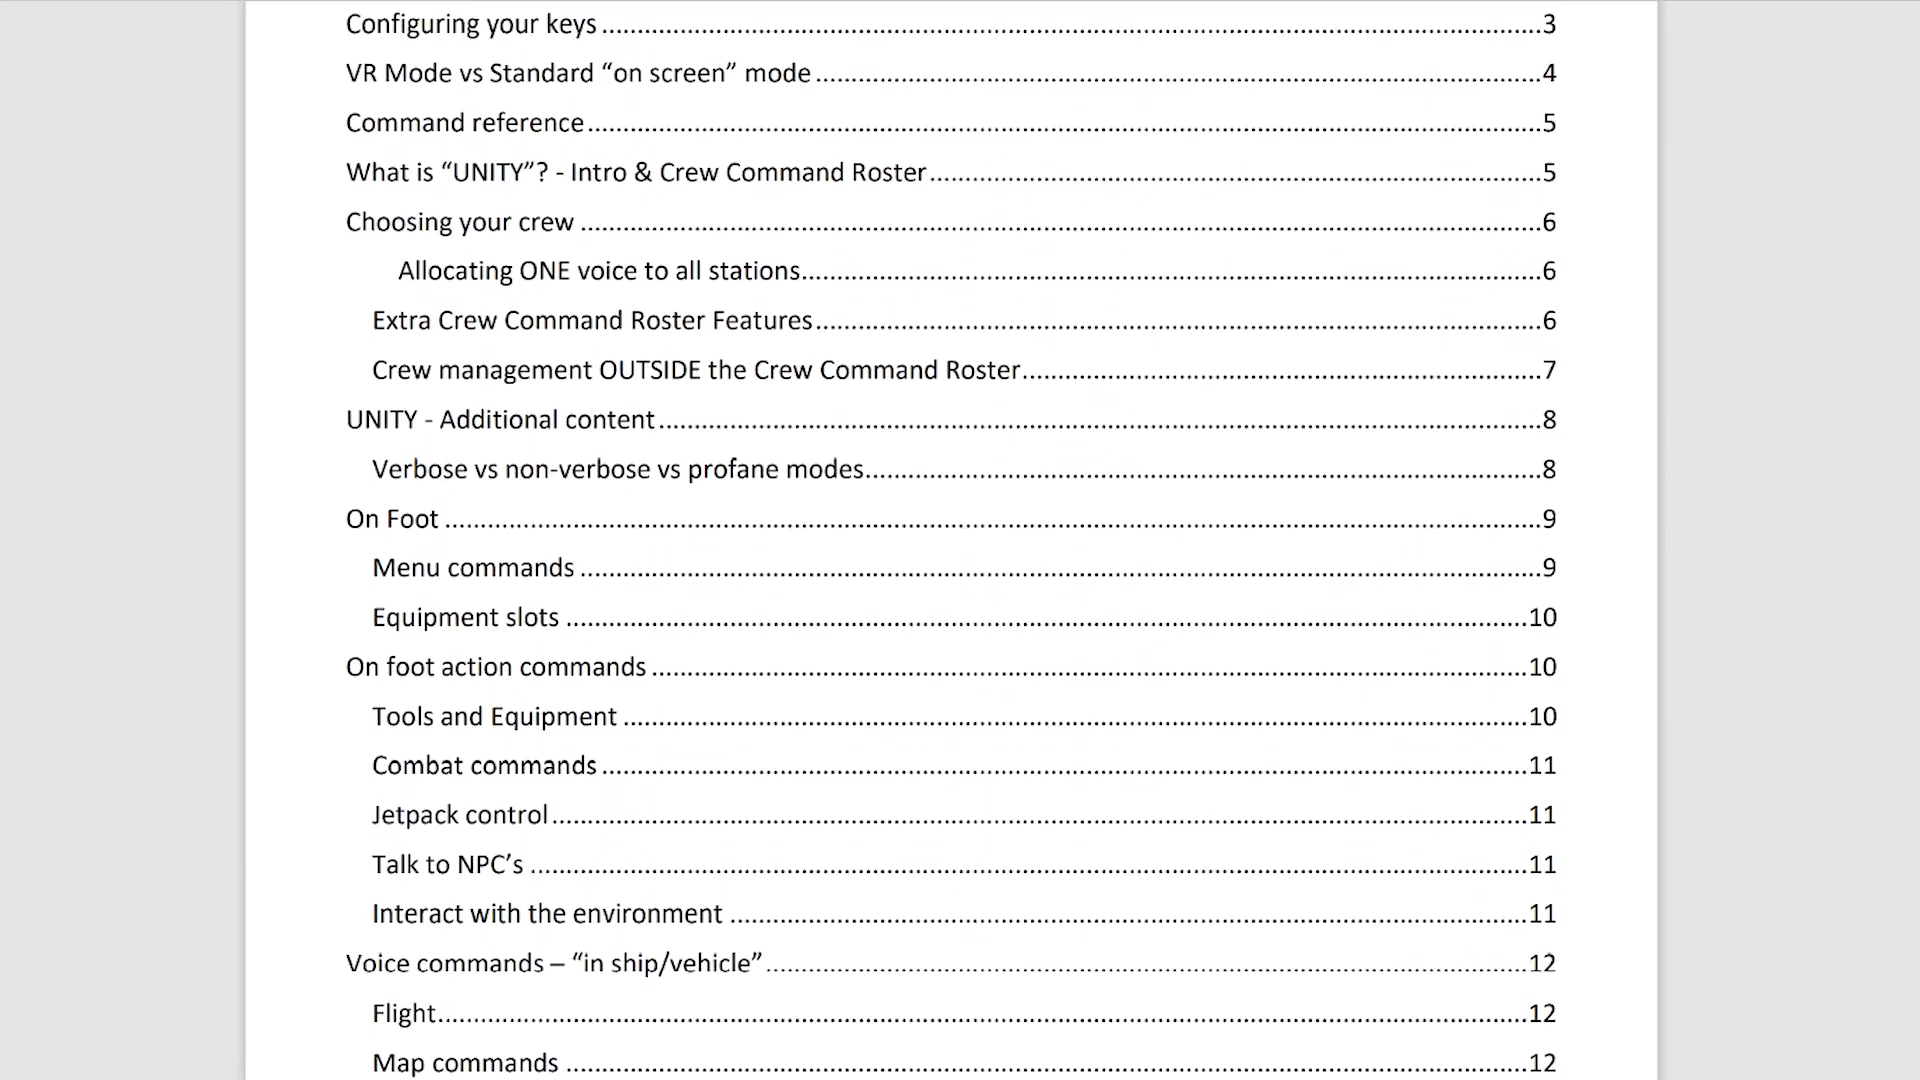 Configuring your keys ........................................ 3
VR Mode vs Standard “on screen” mode ........................................ 4
Command reference ........................................ 5
What is “UNITY”? - Intro & Crew Command Roster ........................................ 5
Choosing your crew ........................................ 6
Allocating ONE voice to all stations ........................................ 6
Extra Crew Command Roster Features ........................................ 6
Crew management OUTSIDE the Crew Command Roster ........................................ 7
UNITY - Additional content ........................................ 8
Verbose vs non-verbose vs profane modes ........................................ 8
On Foot ........................................ 9
Menu commands ........................................ 9
Equipment slots ........................................ 10
On foot action commands ........................................ 10
Tools and Equipment ........................................ 10
Combat commands ........................................ 11
Jetpack control ........................................ 11
Talk to NPC’s ........................................ 11
Interact with the environment ........................................ 11
Voice commands – “in ship/vehicle” ........................................ 12
Flight ........................................ 12
Map commands ........................................ 12